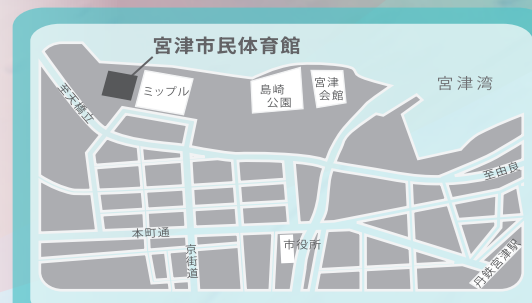 宮津市民体育館
ミップル
島崎
公園
宮津
会館
宮津湾
至天橋立
至由良
本町通
京街道
市役所
丹鉄宮津駅